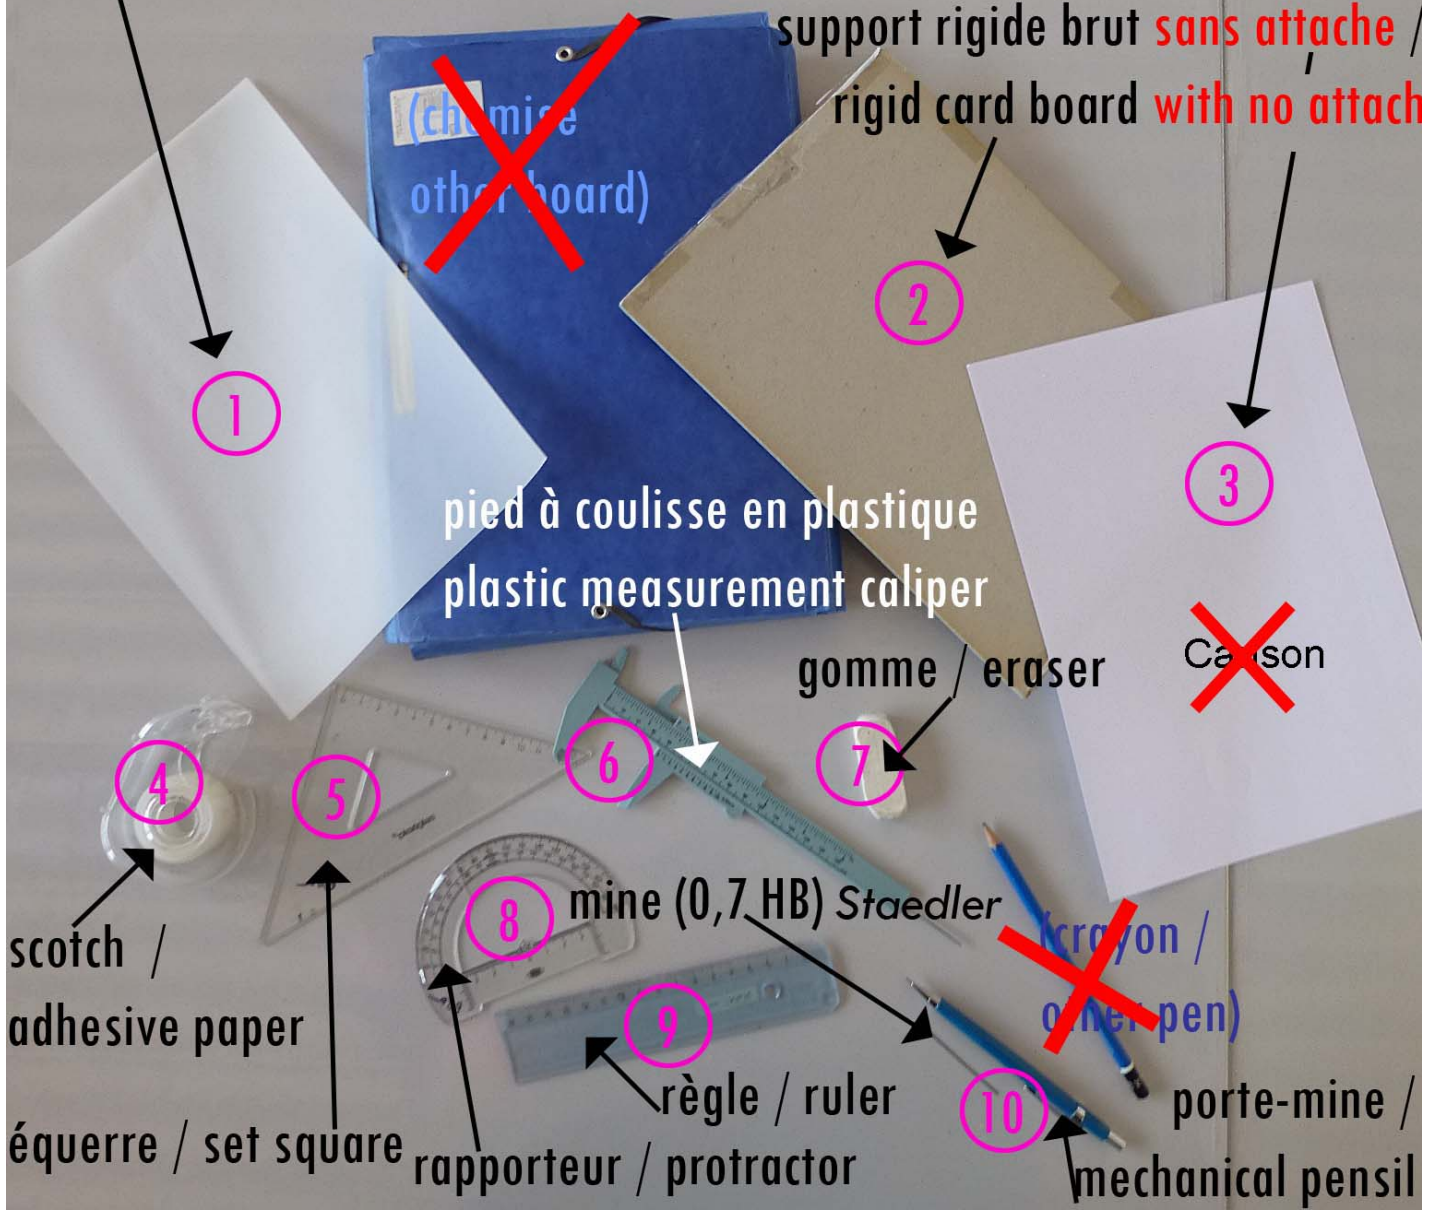 support rigide brut sans attache /
rigid card board with no attach
(chemise
other board)
1
2
3
pied à coulisse en plastique
plastic measurement caliper
Canson
gomme / eraser
4
5
6
7
8
mine (0,7 HB) Staedler
(crayon /
other pen)
scotch /
adhesive paper
9
10
règle / ruler
porte-mine /
équerre / set square
rapporteur / protractor
mechanical pensil